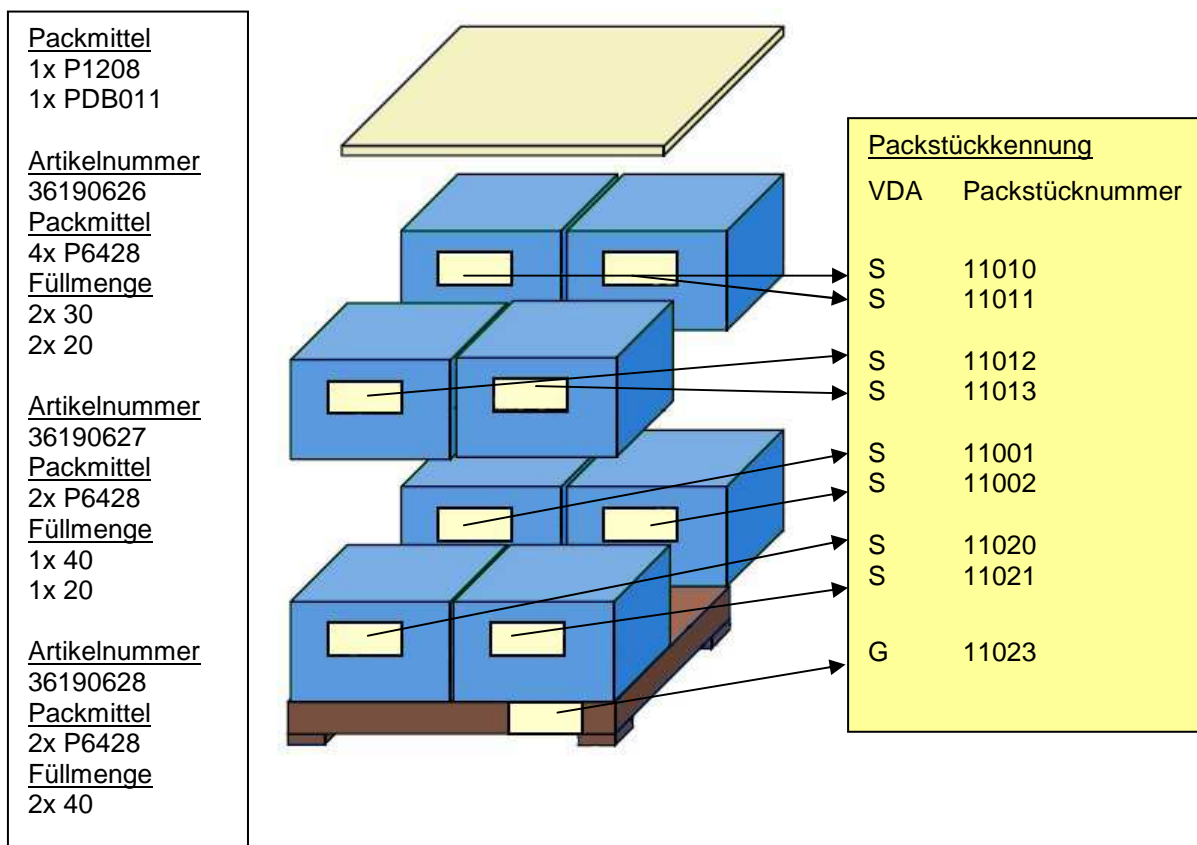 Packmittel
1x P1208
1x PDB011
Artikelnummer
36190626
Packmittel
4x P6428
Füllmenge
2x 30
2x 20
Artikelnummer
36190627
Packmittel
2x P6428
Füllmenge
1x 40
1x 20
Artikelnummer
36190628
Packmittel
2x P6428
Füllmenge
2x 40
Packstückkennung
VDA Packstücknummer
S 11010
S 11011
S 11012
S 11013
S 11001
S 11002
S 11020
S 11021
G 11023